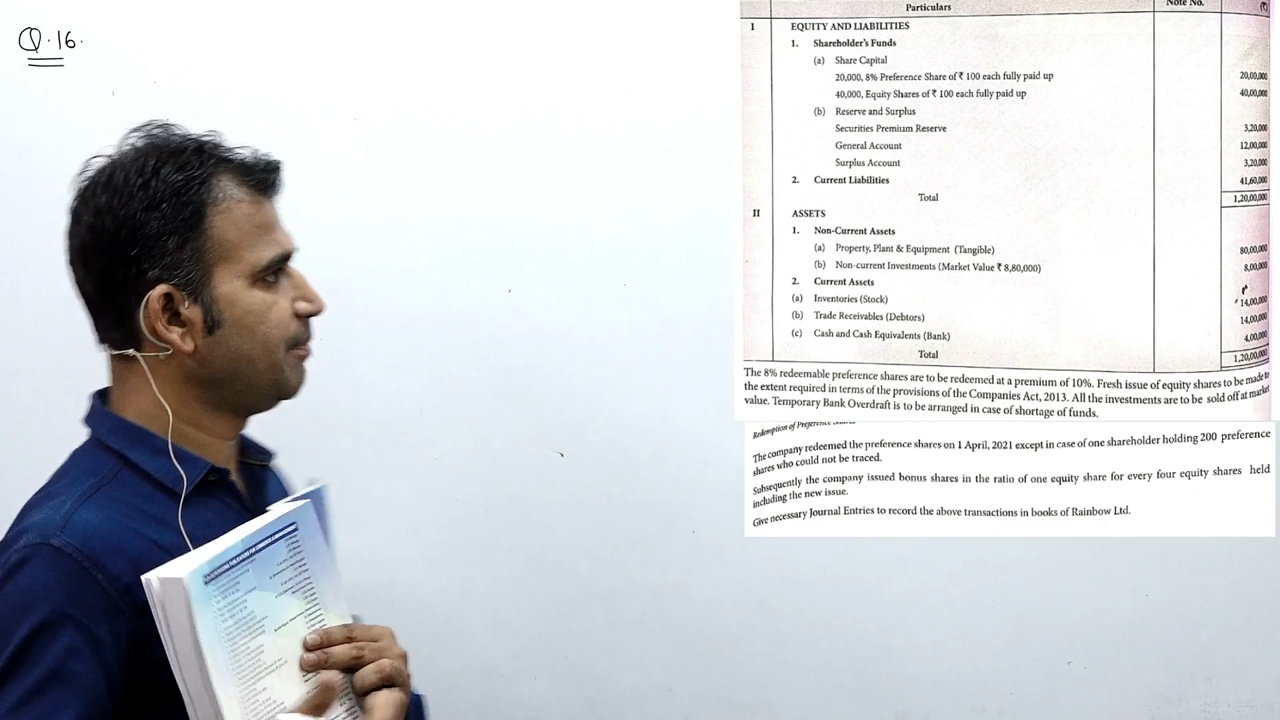 Q.16.
Particulars Note No. (₹)
I EQUITY AND LIABILITIES
1. Shareholder's Funds
(a) Share Capital
20,000, 8% Preference Share of ₹ 100 each fully paid up 20,00,000
40,000, Equity Shares of ₹ 100 each fully paid up 40,00,000
(b) Reserve and Surplus
Securities Premium Reserve 3,20,000
General Account 12,00,000
Surplus Account 3,20,000
2. Current Liabilities 41,60,000
Total 1,20,00,000
II ASSETS
1. Non-Current Assets
(a) Property, Plant & Equipment (Tangible) 80,00,000
(b) Non-current Investments (Market Value ₹ 8,80,000) 8,00,000
2. Current Assets
(a) Inventories (Stock) 14,00,000
(b) Trade Receivables (Debtors) 14,00,000
(c) Cash and Cash Equivalents (Bank) 4,00,000
Total 1,20,00,000
The 8% redeemable preference shares are to be redeemed at a premium of 10%. Fresh issue of equity shares to be made to
the extent required in terms of the provisions of the Companies Act, 2013. All the investments are to be sold off at market
value. Temporary Bank Overdraft is to be arranged in case of shortage of funds.
Redemption of Preference Shares
The company redeemed the preference shares on 1 April, 2021 except in case of one shareholder holding 200 preference
shares who could not be traced.
Subsequently the company issued bonus shares in the ratio of one equity share for every four equity shares held
including the new issue.
Give necessary Journal Entries to record the above transactions in books of Rainbow Ltd.